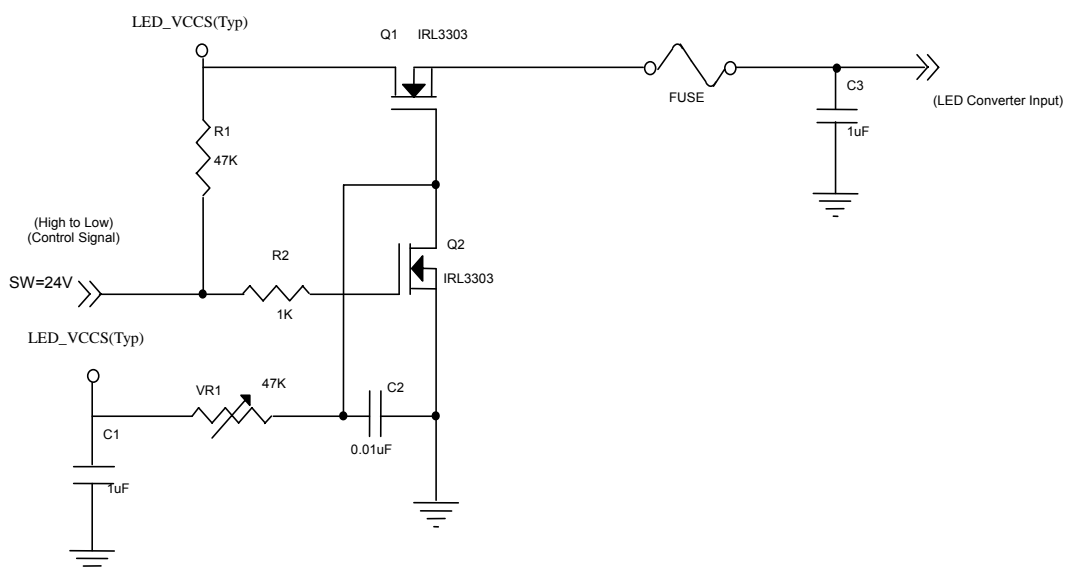 LED_VCCS(Typ)
Q1 IRL3303
FUSE
C3
(LED Converter Input)
1uF
R1
47K
(High to Low)
(Control Signal)
SW=24V
R2
1K
Q2
IRL3303
LED_VCCS(Typ)
VR1
47K
C2
0.01uF
C1
1uF